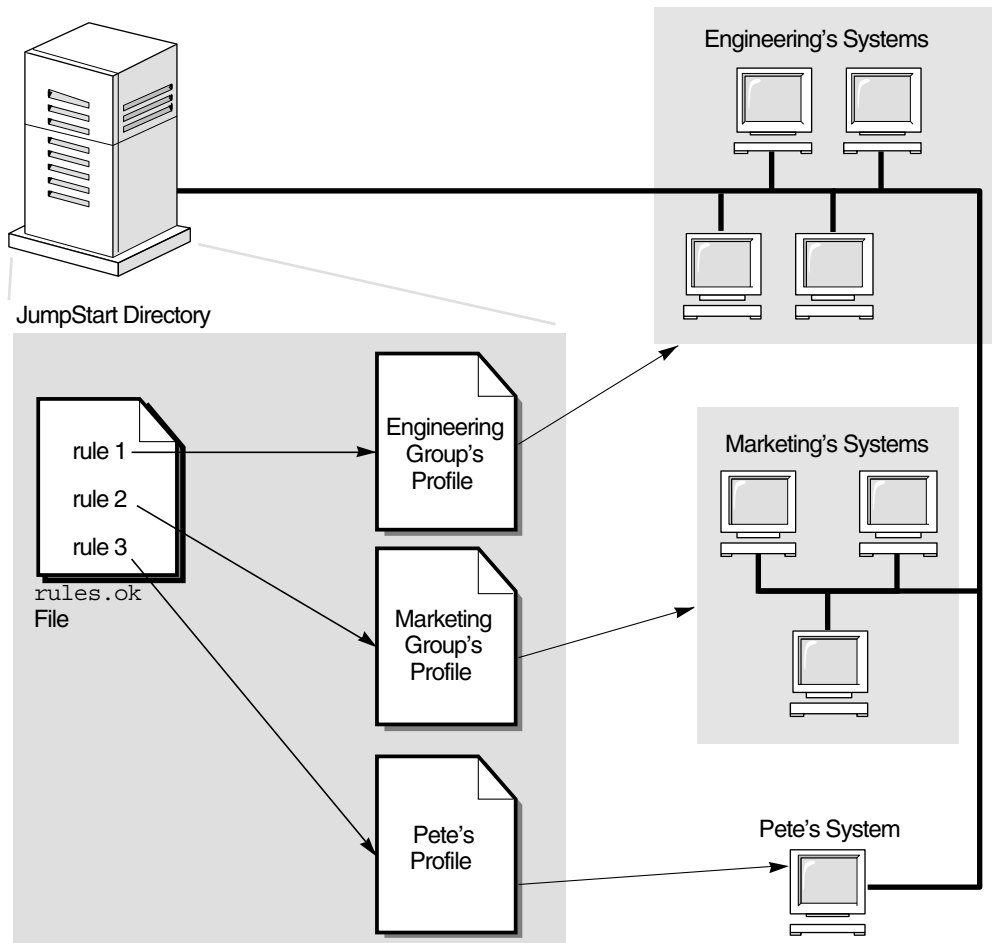 Engineering's Systems
JumpStart Directory
rule 1
rule 2
rule 3
rules.ok
File
Engineering
Group's
Profile
Marketing
Group's
Profile
Pete's
Profile
Marketing's Systems
Pete's System